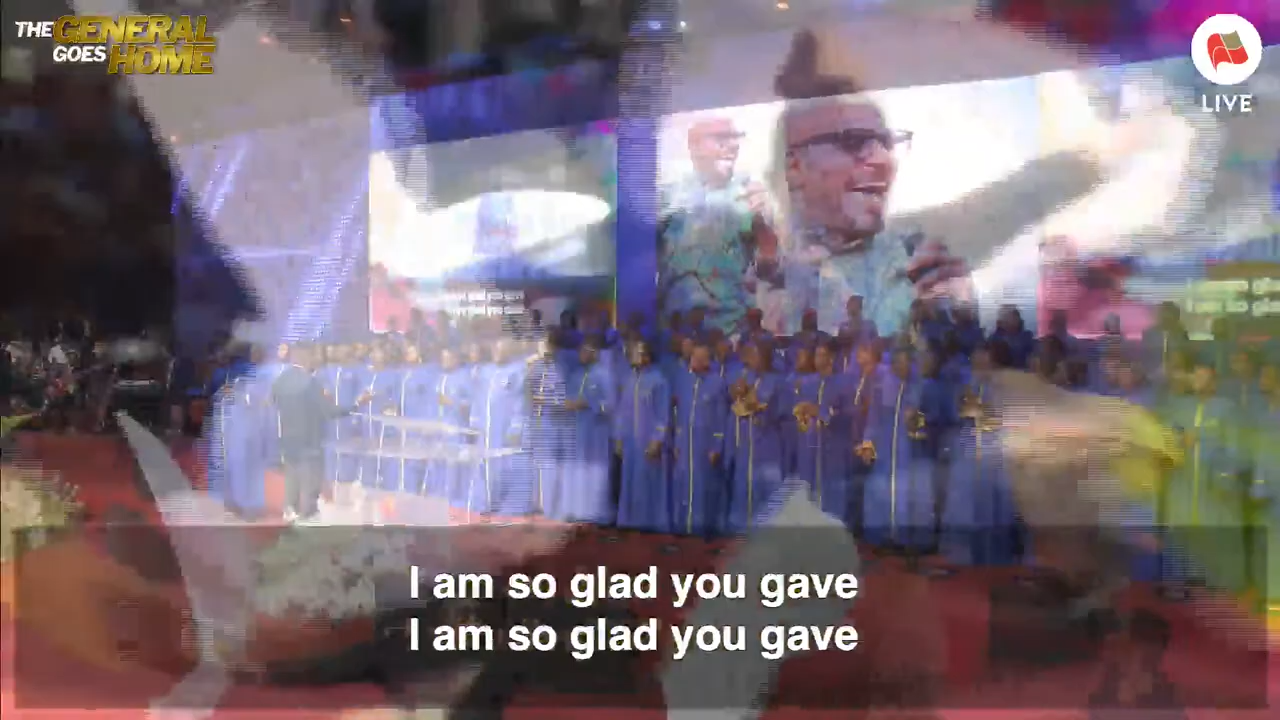 THE GENERAL
GOES HOME
LIVE
I am so glad you gave
I am so glad you gave